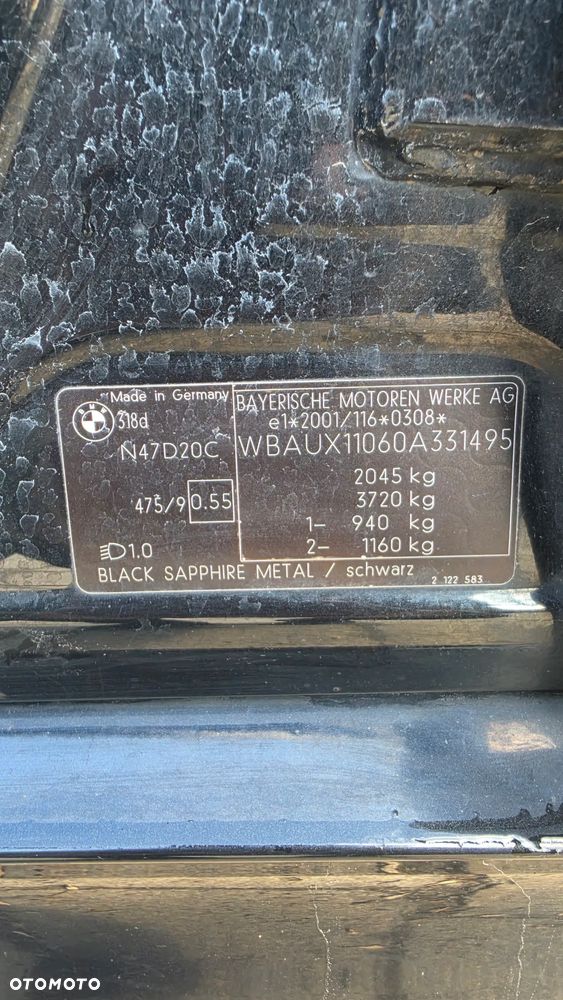 Made in Germany
BMW
318d
N47D20C
475/9 0.55
1.0
BAYERISCHE MOTOREN WERKE AG
e1*2001/116*0308*
WBAUX11060A331495
2045 kg
3720 kg
1- 940 kg
2- 1160 kg
BLACK SAPPHIRE METAL / schwarz
2 122 583
OTOMOTO